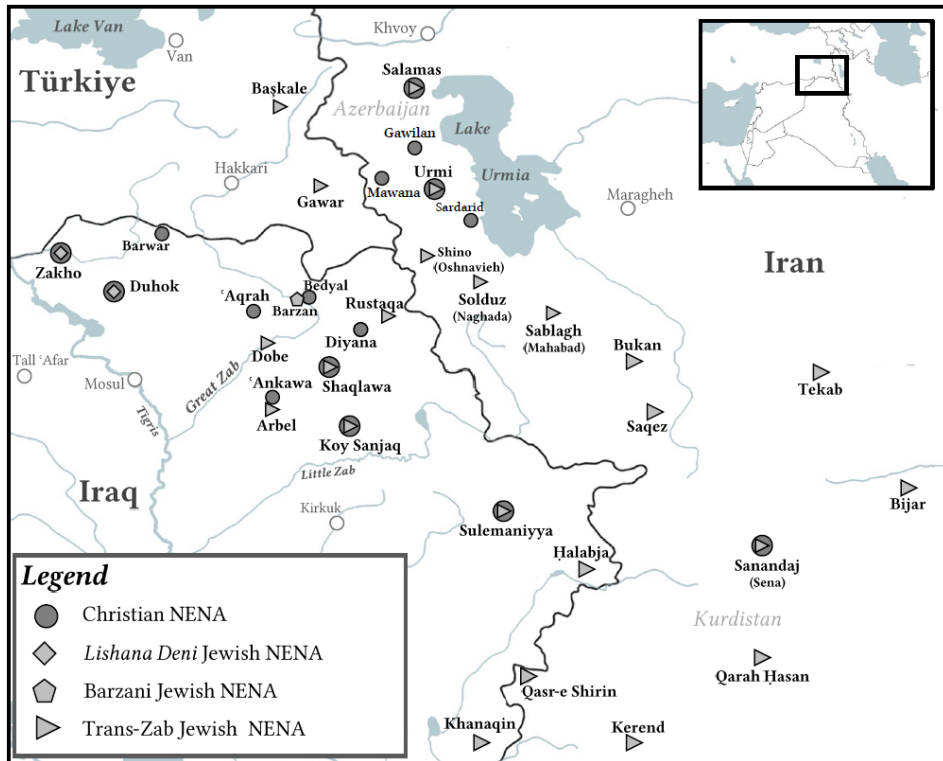 Lake Van
Van
Khvoy
Türkiye
Salamas
Başkale
Azerbaijan
Gawilan
Lake
Urmia
Hakkari
Urmi
Mawana
Gawar
Sardarid
Maragheh
Barwar
Zakho
Shino
(Oshnavieh)
Iran
Duhok
Bedyal
Barzan
ʿAqrah
Rustaqa
Solduz
(Naghada)
Sablagh
(Mahabad)
Diyana
Dobe
Bukan
Tall ʿAfar
Mosul
Great Zab
Shaqlawa
Tekab
ʿAnkawa
Arbel
Saqez
Tigris
Koy Sanjaq
Little Zab
Iraq
Kirkuk
Bijar
Sulemaniyya
Ḥalabja
Sanandaj
(Sena)
Kurdistan
Qarah Ḥasan
Qasr-e Shirin
Khanaqin
Kerend
Legend
Christian NENA
Lishana Deni Jewish NENA
Barzani Jewish NENA
Trans-Zab Jewish NENA